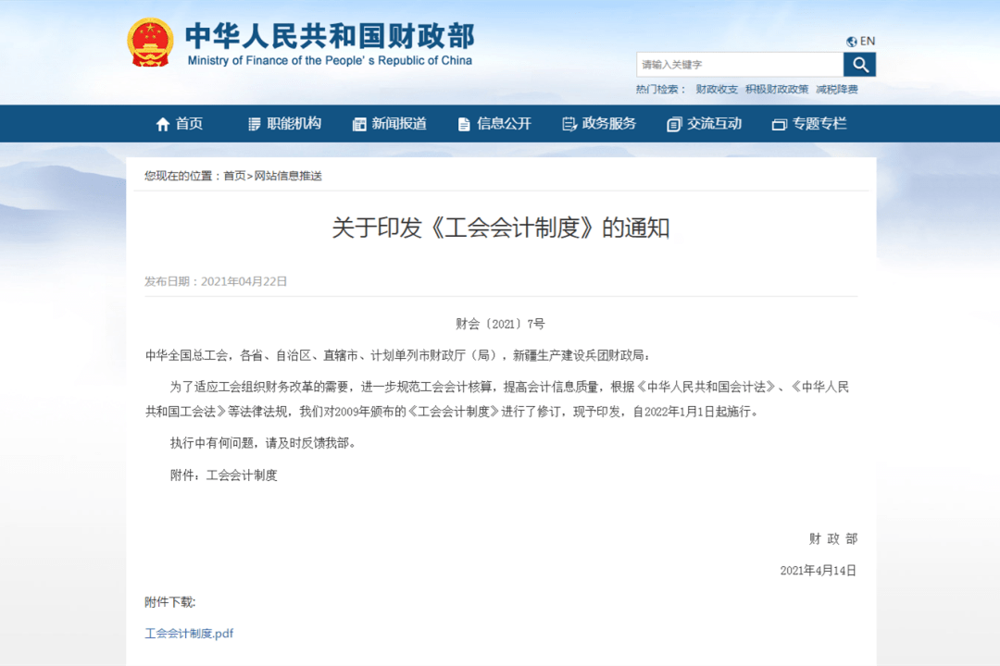 中华人民共和国财政部
Ministry of Finance of the People' s Republic of China
EN
请输入关键字
热门检索： 财政收支 积极财政政策 减税降费
首页 职能机构 新闻报道 信息公开 政务服务 交流互动 专题专栏
您现在的位置：首页>网站信息推送
关于印发《工会会计制度》的通知
发布日期：2021年04月22日
财会〔2021〕7号
中华全国总工会，各省、自治区、直辖市、计划单列市财政厅（局），新疆生产建设兵团财政局：
为了适应工会组织财务改革的需要，进一步规范工会会计核算，提高会计信息质量，根据《中华人民共和国会计法》、《中华人民
共和国工会法》等法律法规，我们对2009年颁布的《工会会计制度》进行了修订，现予印发，自2022年1月1日起施行。
执行中有何问题，请及时反馈我部。
附件：工会会计制度
财 政 部
2021年4月14日
附件下载:
工会会计制度.pdf